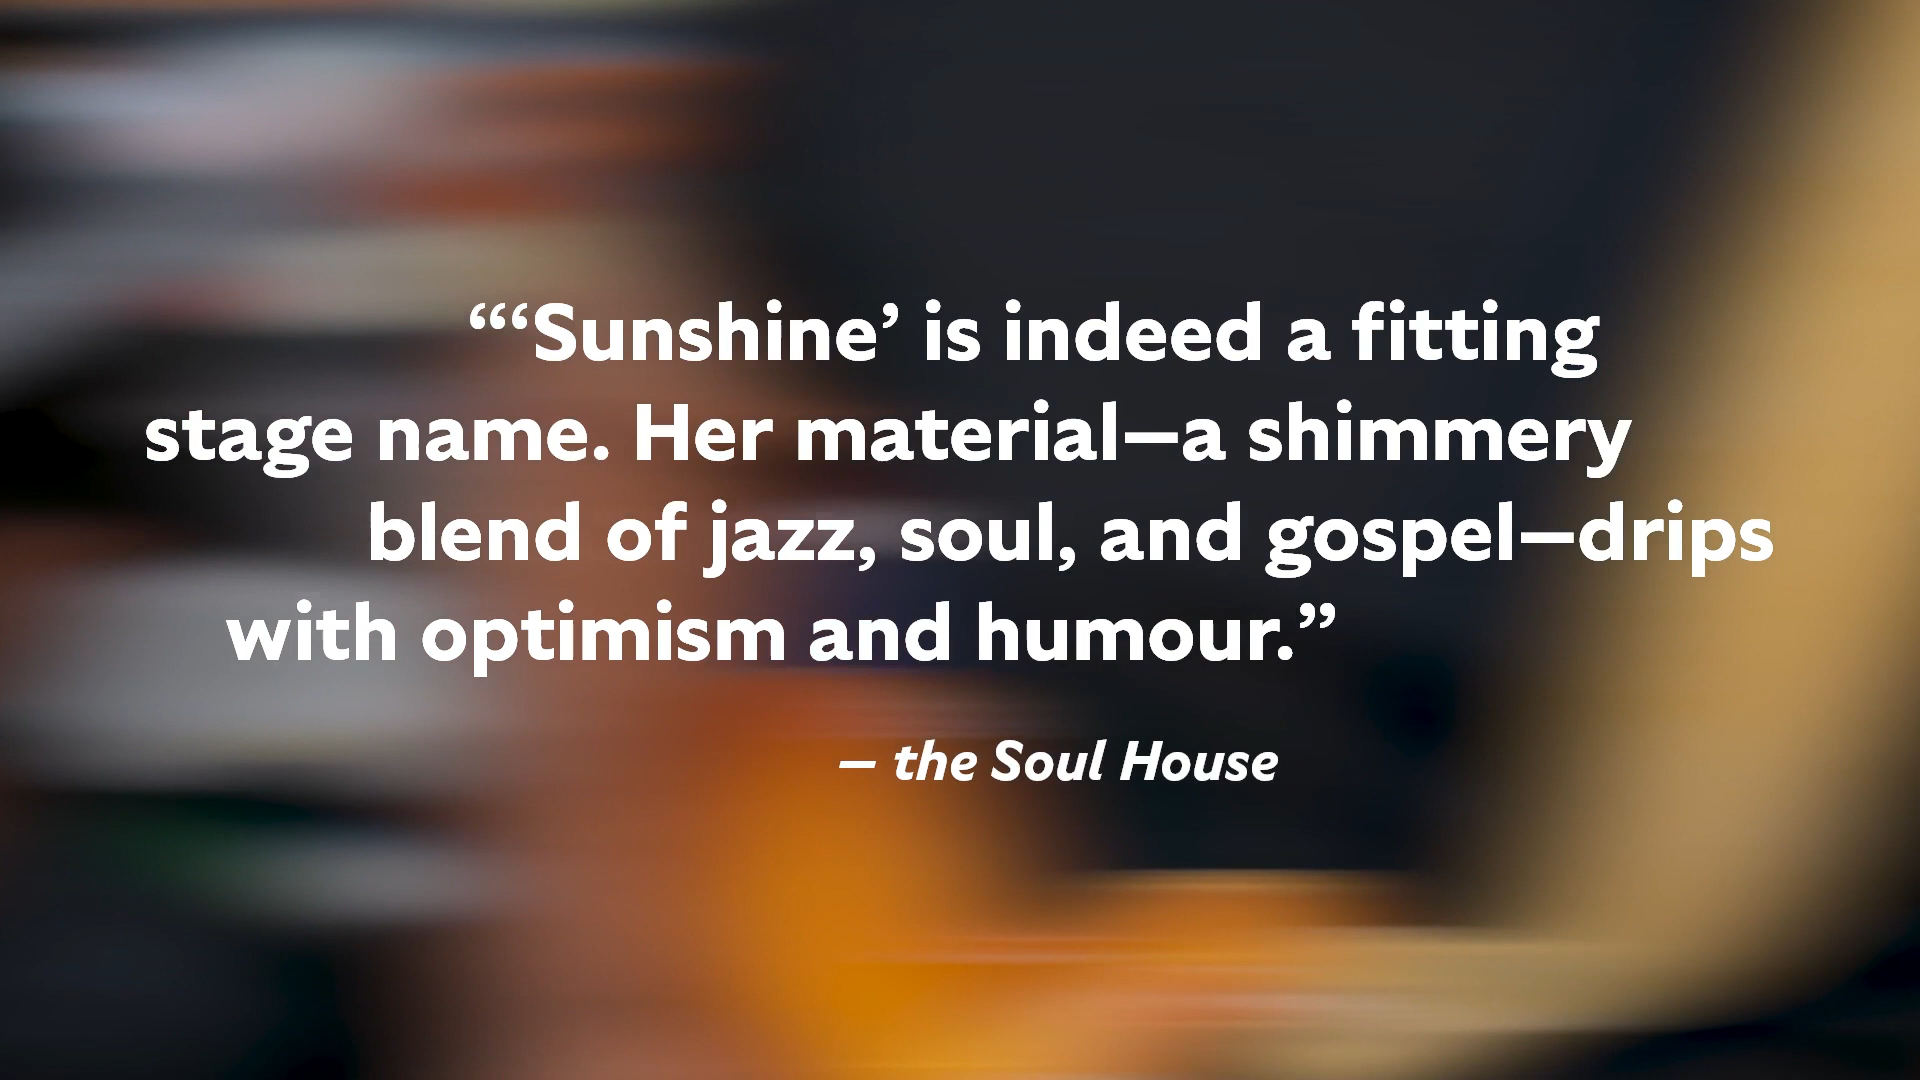 “‘Sunshine’ is indeed a fitting
stage name. Her material—a shimmery
blend of jazz, soul, and gospel—drips
with optimism and humour.”
— the Soul House